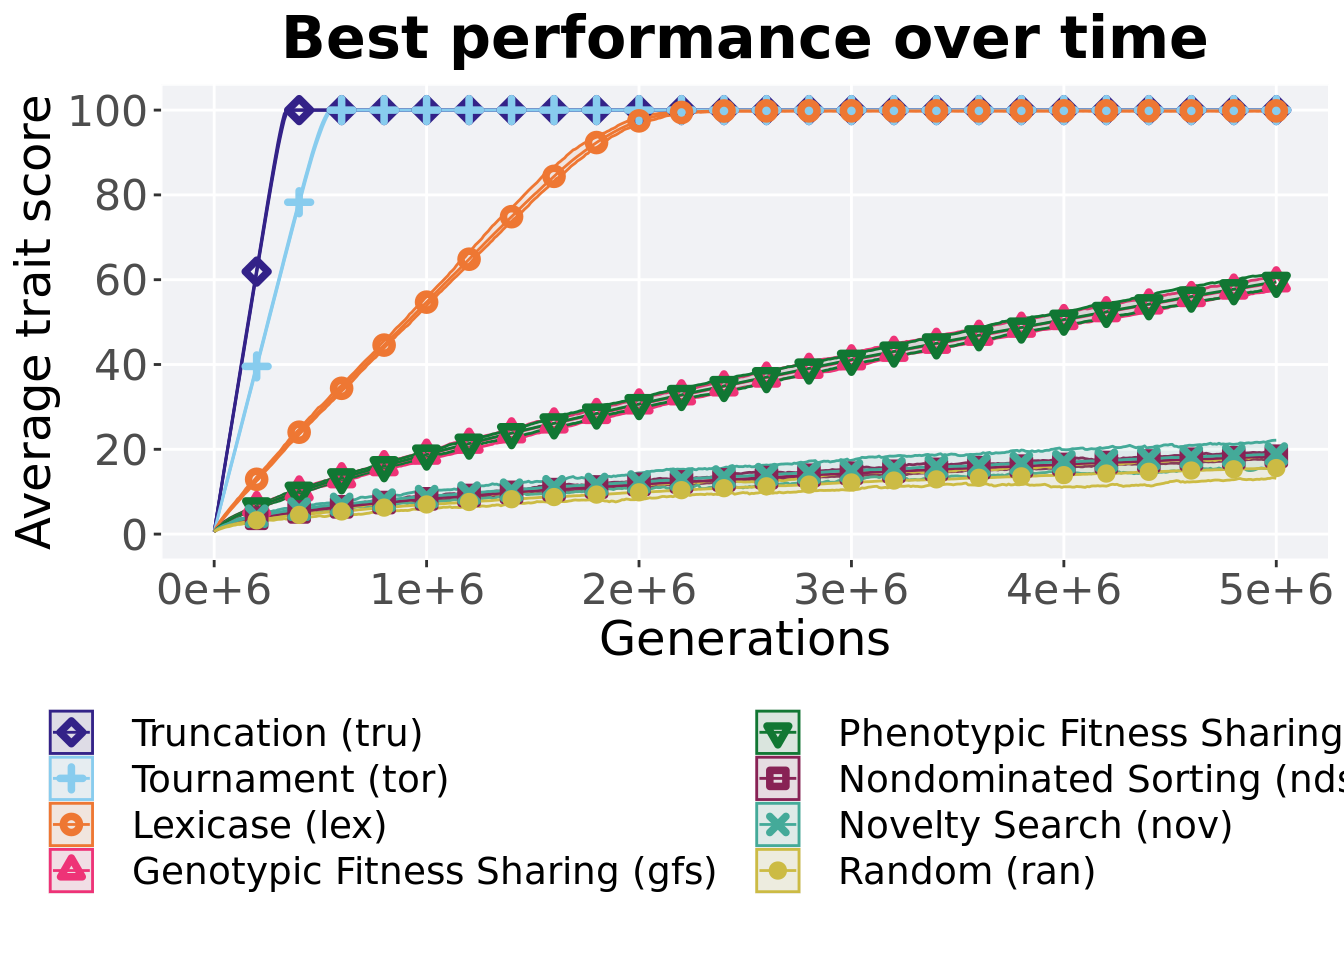 Best performance over time
Average trait score
100
80
60
40
20
0
0e+6 1e+6 2e+6 3e+6 4e+6 5e+6
Generations
Truncation (tru)
Tournament (tor)
Lexicase (lex)
Genotypic Fitness Sharing (gfs)
Phenotypic Fitness Sharing
Nondominated Sorting (nds
Novelty Search (nov)
Random (ran)